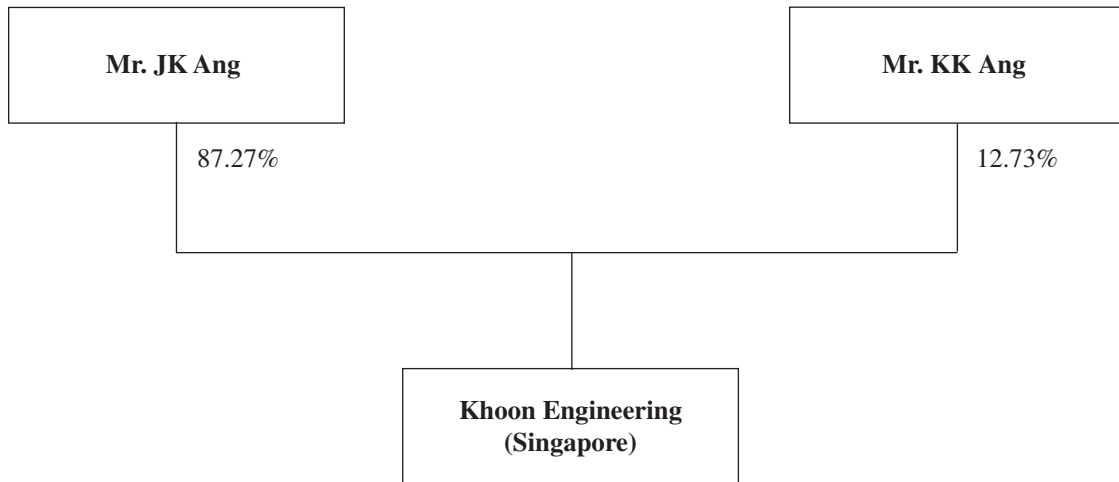 Mr. JK Ang
Mr. KK Ang
87.27%
12.73%
Khoon Engineering
(Singapore)